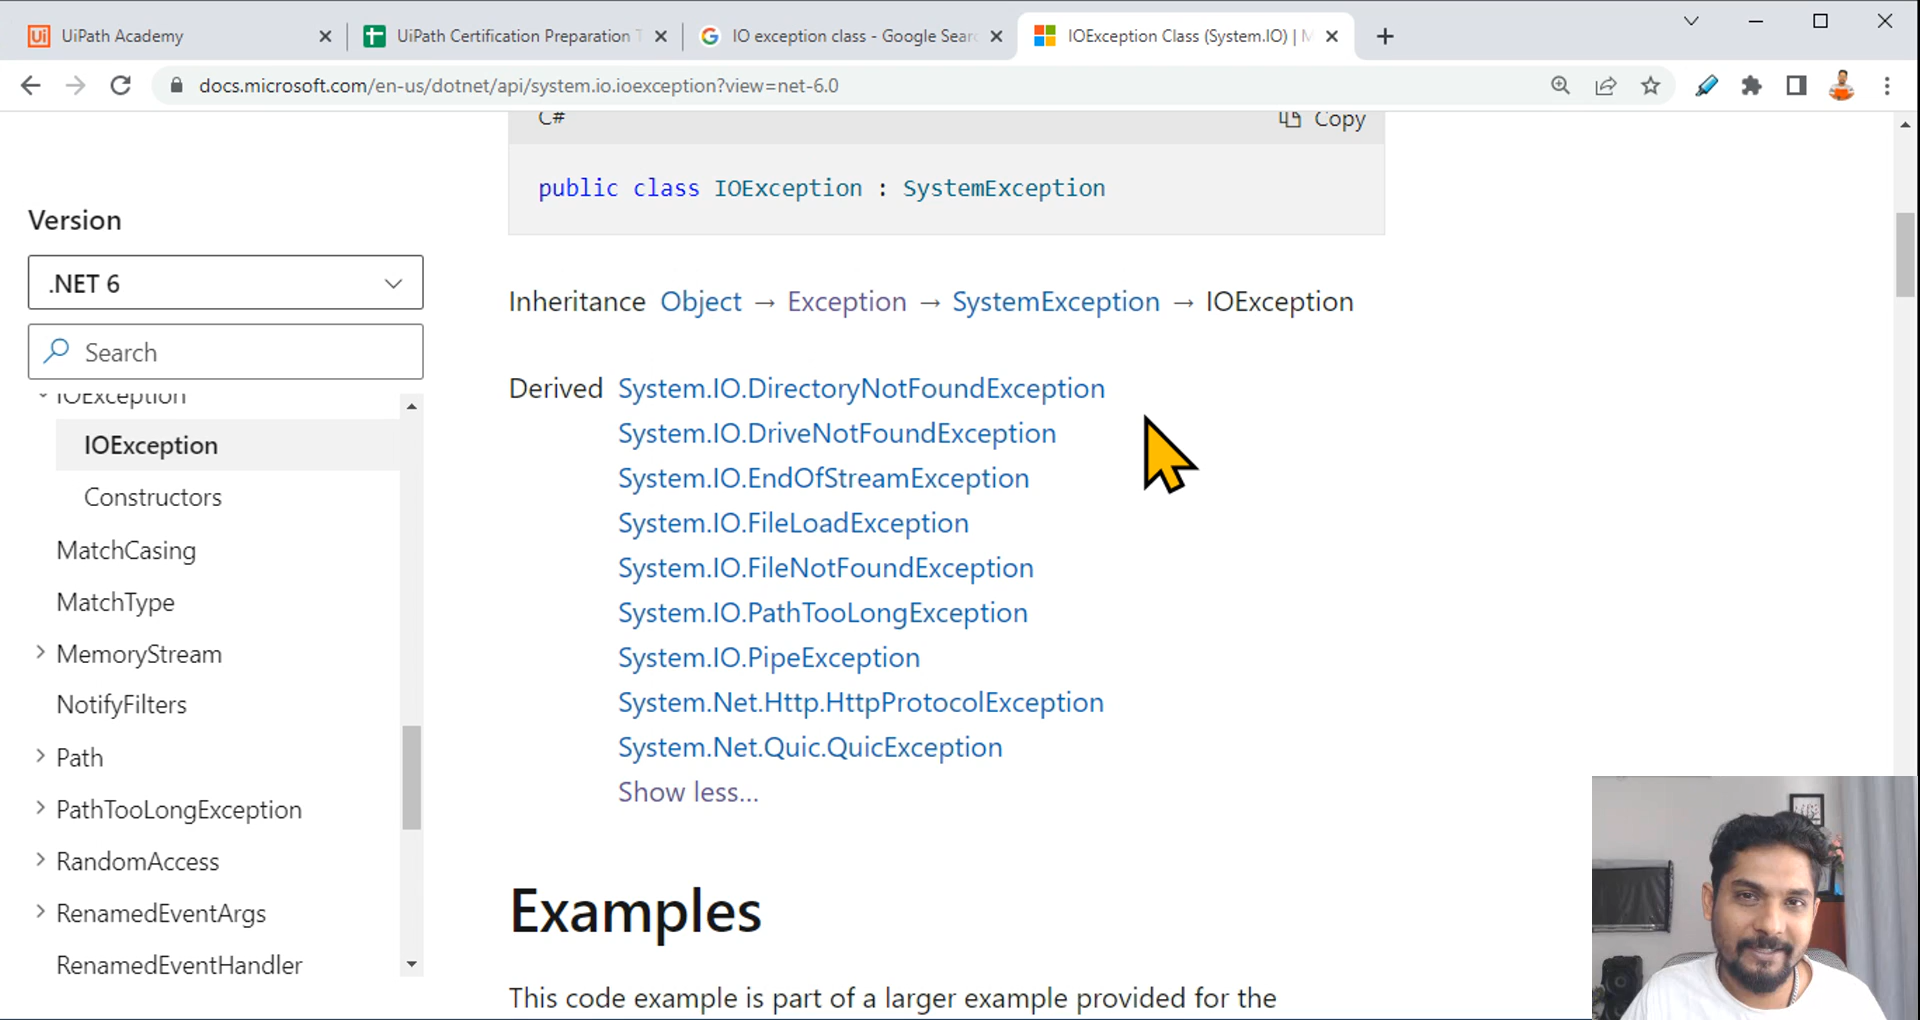 UiPath Academy
UiPath Certification Preparation
IO exception class - Google Sear
IOException Class (System.IO) | M
docs.microsoft.com/en-us/dotnet/api/system.io.ioexception?view=net-6.0
C#
Copy
public class IOException : SystemException
Version
.NET 6
Search
IOException
IOException
Constructors
MatchCasing
MatchType
MemoryStream
NotifyFilters
Path
PathTooLongException
RandomAccess
RenamedEventArgs
RenamedEventHandler
Inheritance Object → Exception → SystemException → IOException
Derived System.IO.DirectoryNotFoundException
System.IO.DriveNotFoundException
System.IO.EndOfStreamException
System.IO.FileLoadException
System.IO.FileNotFoundException
System.IO.PathTooLongException
System.IO.PipeException
System.Net.Http.HttpProtocolException
System.Net.Quic.QuicException
Show less...
Examples
This code example is part of a larger example provided for the